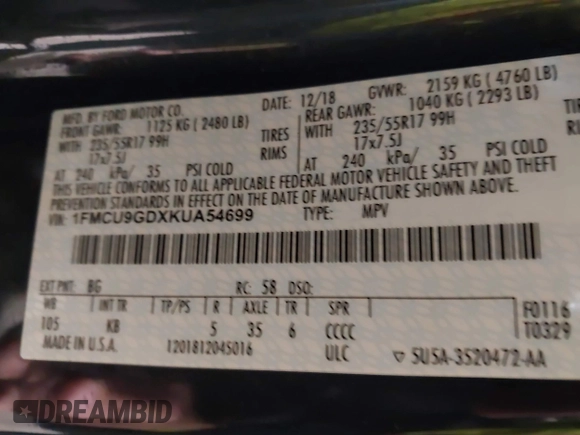 MFD. BY FORD MOTOR CO.
DATE: 12/18 GVWR: 2159 KG ( 4760 LB)
FRONT GAWR: 1125 KG ( 2480 LB) REAR GAWR: 1040 KG ( 2293 LB)
WITH 235/55R17 99H TIRES WITH 235/55R17 99H
17x7.5J RIMS 17x7.5J
AT 240 kPa/ 35 PSI COLD AT 240 kPa/ 35 PSI COLD
THIS VEHICLE CONFORMS TO ALL APPLICABLE FEDERAL MOTOR VEHICLE SAFETY AND THEFT
PREVENTION STANDARDS IN EFFECT ON THE DATE OF MANUFACTURE SHOWN ABOVE.
VIN: 1FMCU9GDXKUA54699 TYPE: MPV
EXT PNT: BG RC: 58 DSO:
WB INT TR TP/PS R AXLE TR SPR
105 KB 5 35 6 CCCC
F0116
T0329
MADE IN U.S.A. 1201812045016 ULC ▽ 5U5A-3520472-AA
DREAMBID